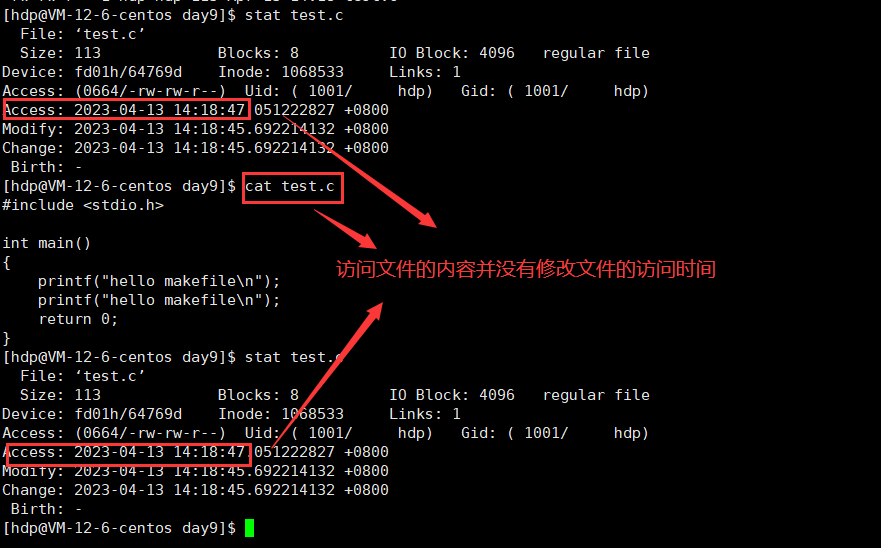 [hdp@VM-12-6-centos day9]$ stat test.c
  File: ‘test.c’
  Size: 113             Blocks: 8          IO Block: 4096   regular file
Device: fd01h/64769d    Inode: 1068533     Links: 1
Access: (0664/-rw-rw-r--)  Uid: ( 1001/     hdp)   Gid: ( 1001/     hdp)
Access: 2023-04-13 14:18:47.051222827 +0800
Modify: 2023-04-13 14:18:45.692214132 +0800
Change: 2023-04-13 14:18:45.692214132 +0800
 Birth: -
[hdp@VM-12-6-centos day9]$ cat test.c
#include <stdio.h>

int main()
{
访问文件的内容并没有修改文件的访问时间
    printf("hello makefile\n");
    printf("hello makefile\n");
    return 0;
}
[hdp@VM-12-6-centos day9]$ stat test.c
  File: ‘test.c’
  Size: 113             Blocks: 8          IO Block: 4096   regular file
Device: fd01h/64769d    Inode: 1068533     Links: 1
Access: (0664/-rw-rw-r--)  Uid: ( 1001/     hdp)   Gid: ( 1001/     hdp)
Access: 2023-04-13 14:18:47.051222827 +0800
Modify: 2023-04-13 14:18:45.692214132 +0800
Change: 2023-04-13 14:18:45.692214132 +0800
 Birth: -
[hdp@VM-12-6-centos day9]$